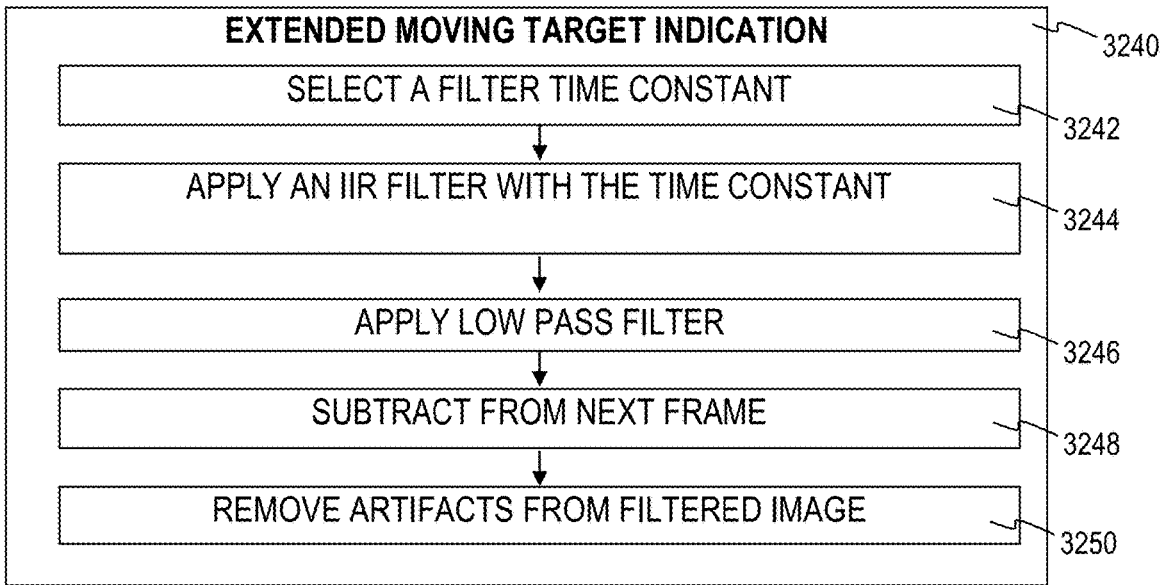 EXTENDED MOVING TARGET INDICATION
3240
SELECT A FILTER TIME CONSTANT
3242
APPLY AN IIR FILTER WITH THE TIME CONSTANT
3244
APPLY LOW PASS FILTER
3246
SUBTRACT FROM NEXT FRAME
3248
REMOVE ARTIFACTS FROM FILTERED IMAGE
3250